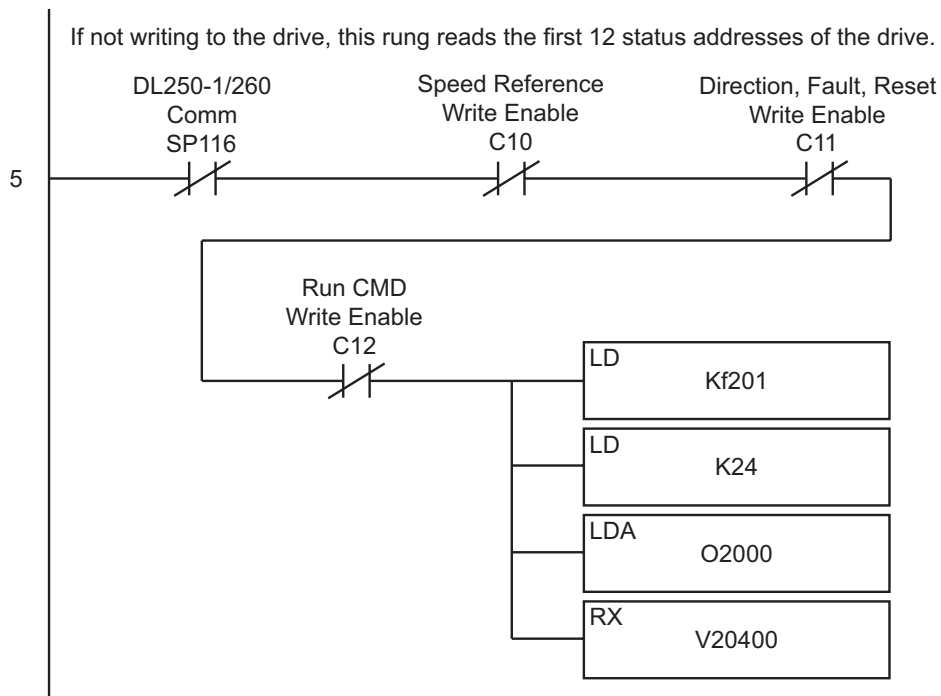 If not writing to the drive, this rung reads the first 12 status addresses of the drive.
DL250-1/260
Comm
SP116
Speed Reference
Write Enable
C10
Direction, Fault, Reset
Write Enable
C11
5
Run CMD
Write Enable
C12
LD
Kf201
LD
K24
LDA
O2000
RX
V20400